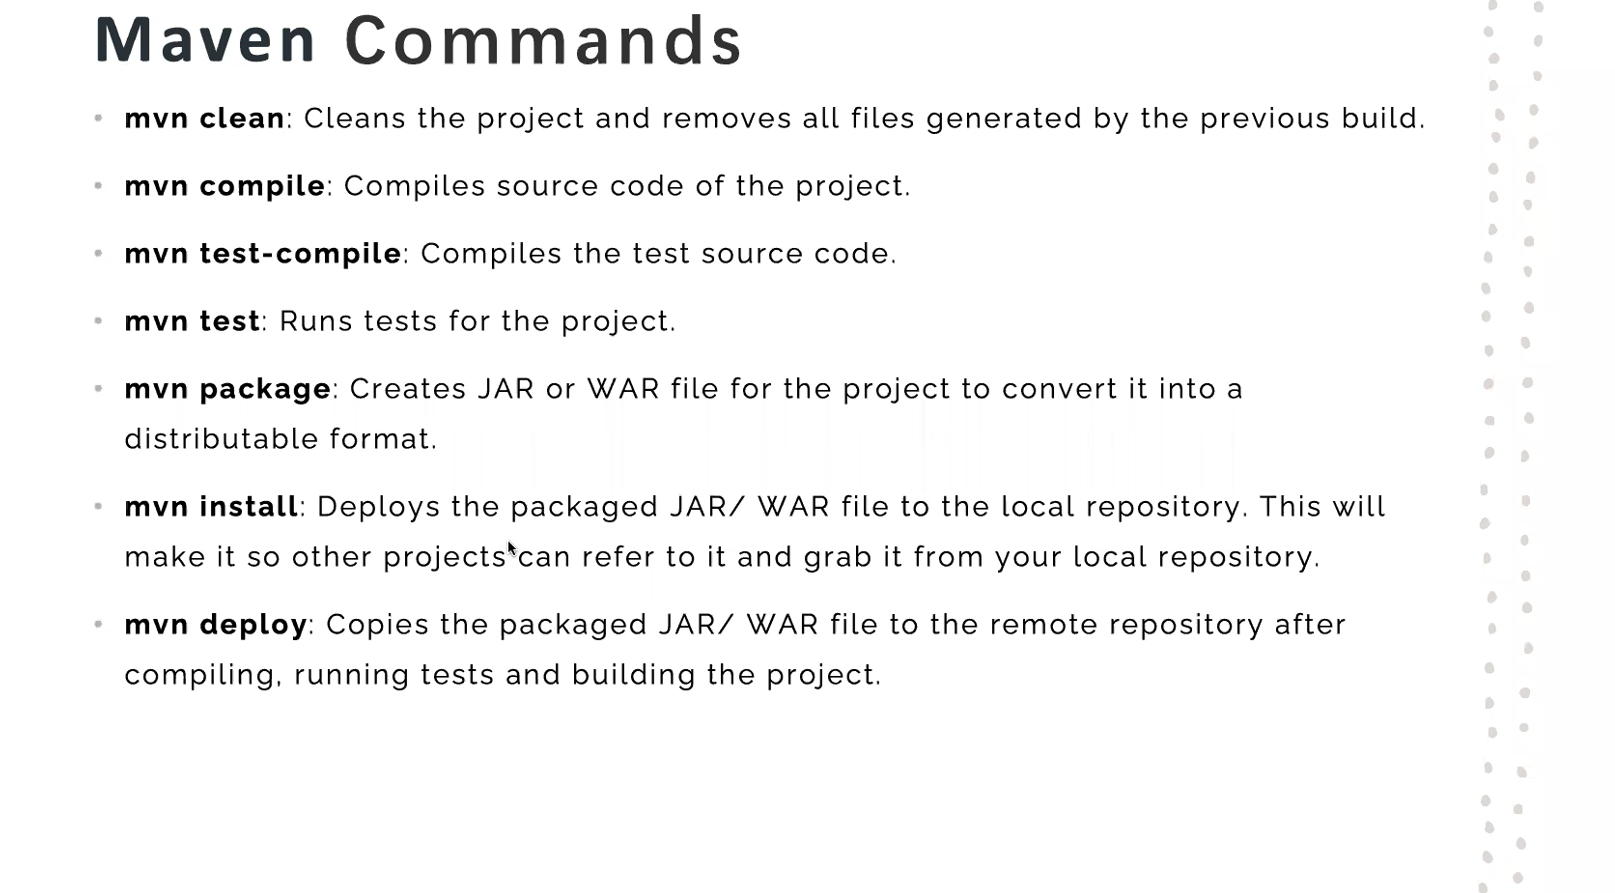 Maven Commands
• mvn clean: Cleans the project and removes all files generated by the previous build.
• mvn compile: Compiles source code of the project.
• mvn test-compile: Compiles the test source code.
• mvn test: Runs tests for the project.
• mvn package: Creates JAR or WAR file for the project to convert it into a
distributable format.
• mvn install: Deploys the packaged JAR/ WAR file to the local repository. This will
make it so other projects can refer to it and grab it from your local repository.
• mvn deploy: Copies the packaged JAR/ WAR file to the remote repository after
compiling, running tests and building the project.